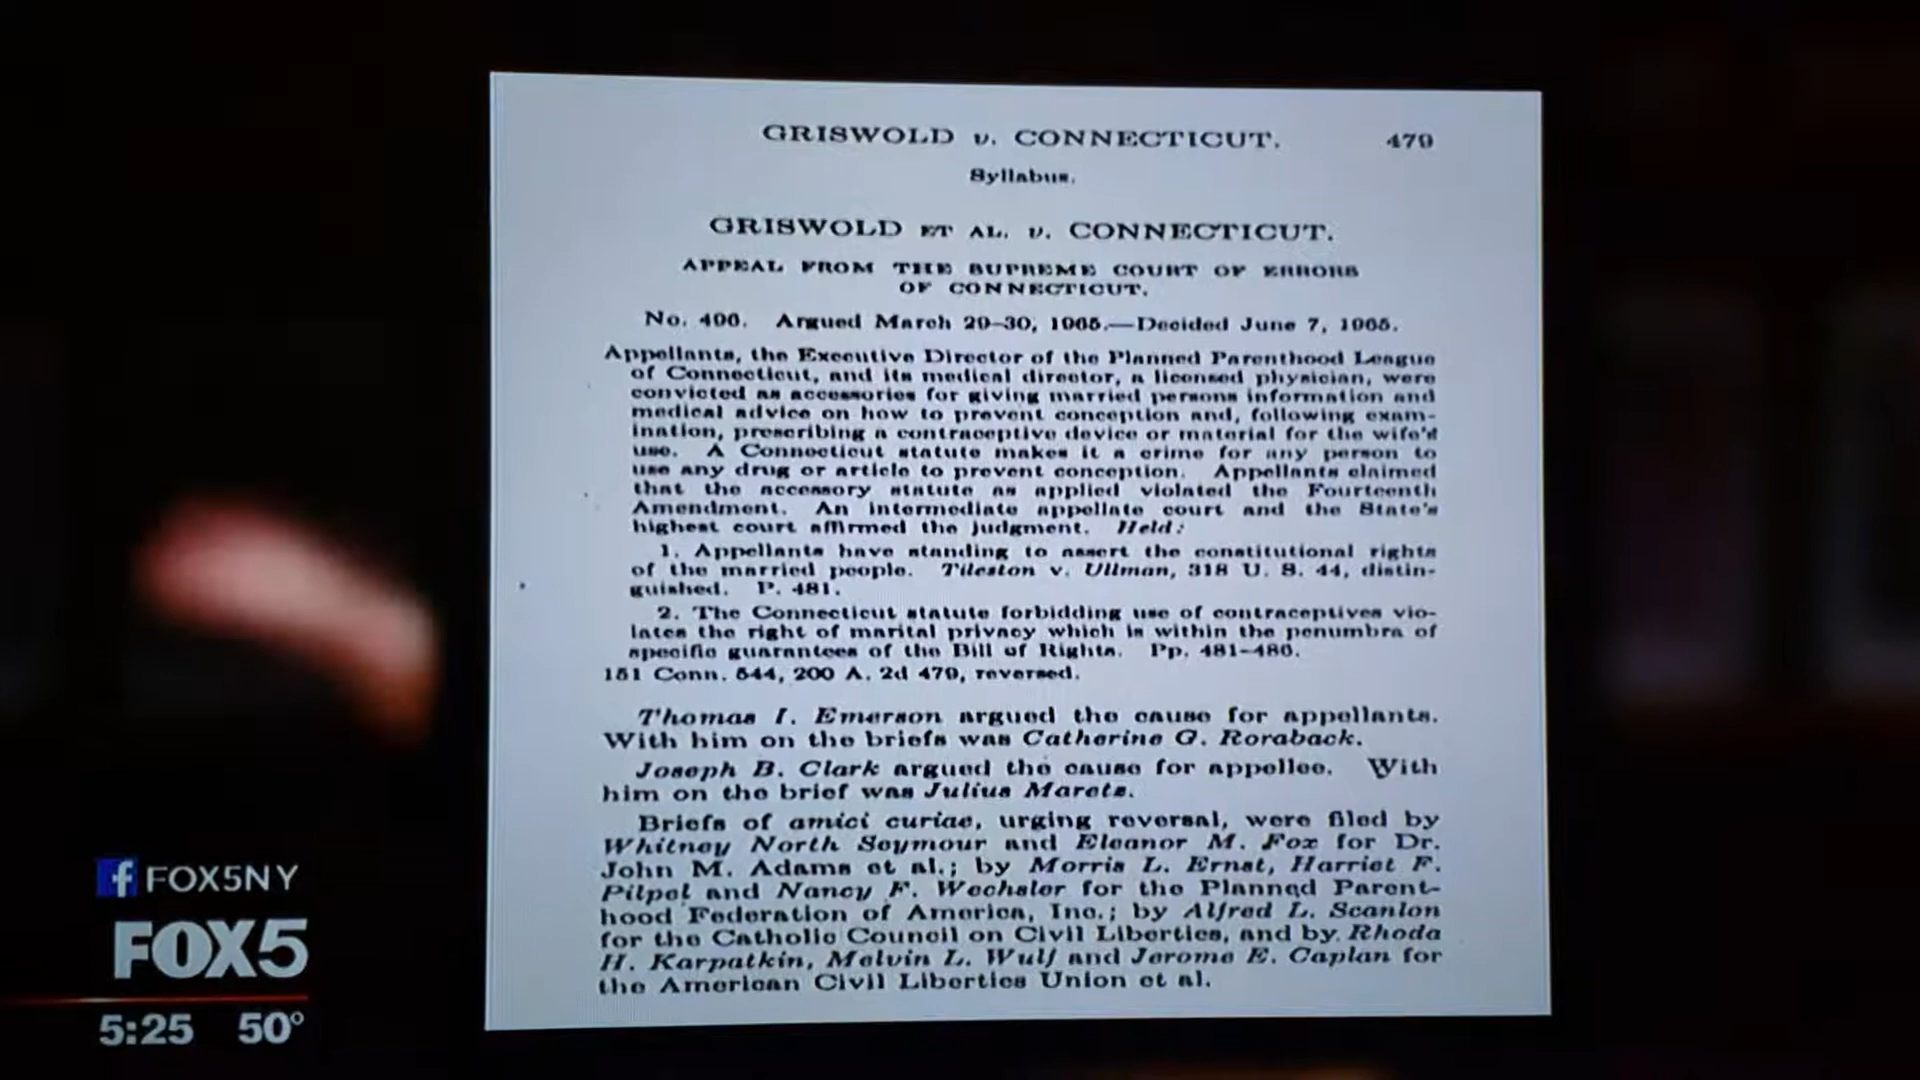 GRISWOLD v. CONNECTICUT. 479
Syllabus.
GRISWOLD ET AL. v. CONNECTICUT.
APPEAL FROM THE SUPREME COURT OF ERRORS
OF CONNECTICUT.
No. 496. Argued March 29–30, 1965.—Decided June 7, 1965.
Appellants, the Executive Director of the Planned Parenthood League
of Connecticut, and its medical director, a licensed physician, were
convicted as accessories for giving married persons information and
medical advice on how to prevent conception and, following exam-
ination, prescribing a contraceptive device or material for the wife's
use. A Connecticut statute makes it a crime for any person to
use any drug or article to prevent conception. Appellants claimed
that the accessory statute as applied violated the Fourteenth
Amendment. An intermediate appellate court and the State's
highest court affirmed the judgment. Held:
1. Appellants have standing to assert the constitutional rights
of the married people. Tileston v. Ullman, 318 U. S. 44, distin-
guished. P. 481.
2. The Connecticut statute forbidding use of contraceptives vio-
lates the right of marital privacy which is within the penumbra of
specific guarantees of the Bill of Rights. Pp. 481–486.
151 Conn. 544, 200 A. 2d 479, reversed.
Thomas I. Emerson argued the cause for appellants.
With him on the briefs was Catherine G. Roraback.
Joseph B. Clark argued the cause for appellee. With
him on the brief was Julius Maretz.
Briefs of amici curiae, urging reversal, were filed by
Whitney North Seymour and Eleanor M. Fox for Dr.
John M. Adams et al.; by Morris L. Ernst, Harriet F.
Pilpel and Nancy F. Wechsler for the Planned Parent-
hood Federation of America, Inc.; by Alfred L. Scanlon
for the Catholic Council on Civil Liberties, and by Rhoda
H. Karpatkin, Melvin L. Wulf and Jerome E. Caplan for
the American Civil Liberties Union et al.
f FOX5NY
FOX5
5:25 50°